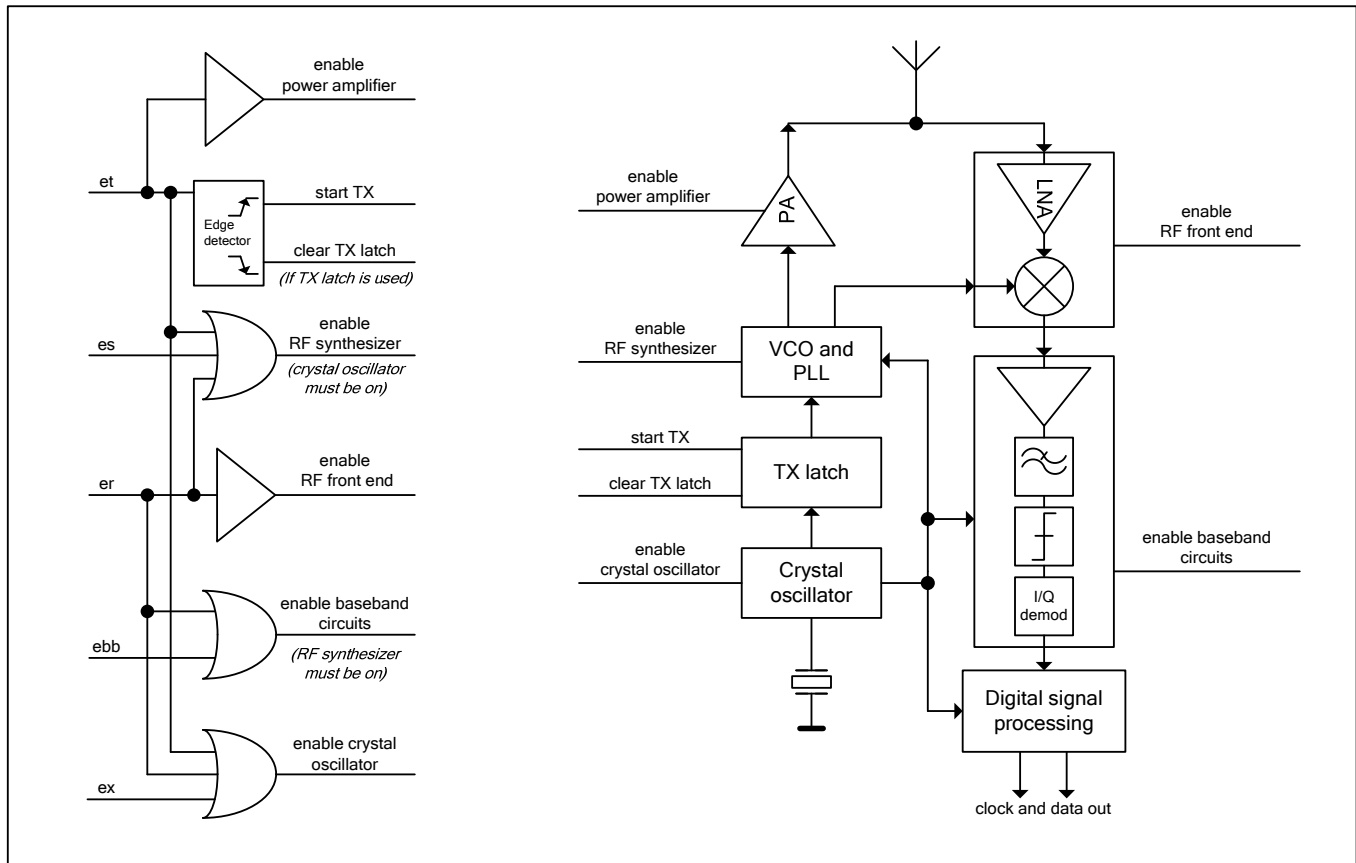 enable
power amplifier
et
Edge
detector
start TX
clear TX latch
(If TX latch is used)
es
enable
RF synthesizer
(crystal oscillator
must be on)
er
enable
RF front end
ebb
enable baseband
circuits
(RF synthesizer
must be on)
ex
enable crystal
oscillator
enable
power amplifier
PA
LNA
enable
RF front end
enable
RF synthesizer
VCO and
PLL
start TX
clear TX latch
TX latch
enable
crystal oscillator
Crystal
oscillator
I/Q
demod
enable baseband
circuits
Digital signal
processing
clock and data out